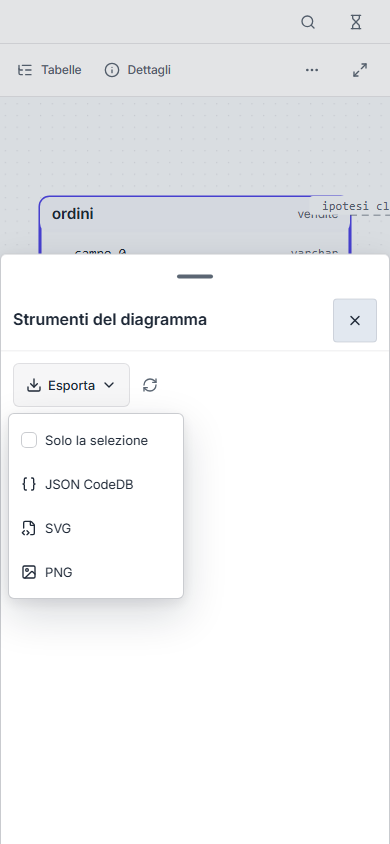 Tabelle
Dettagli
ordini
vendite
ipotesi cl
campo_0
varchar
Strumenti del diagramma
Esporta
Solo la selezione
JSON CodeDB
SVG
PNG